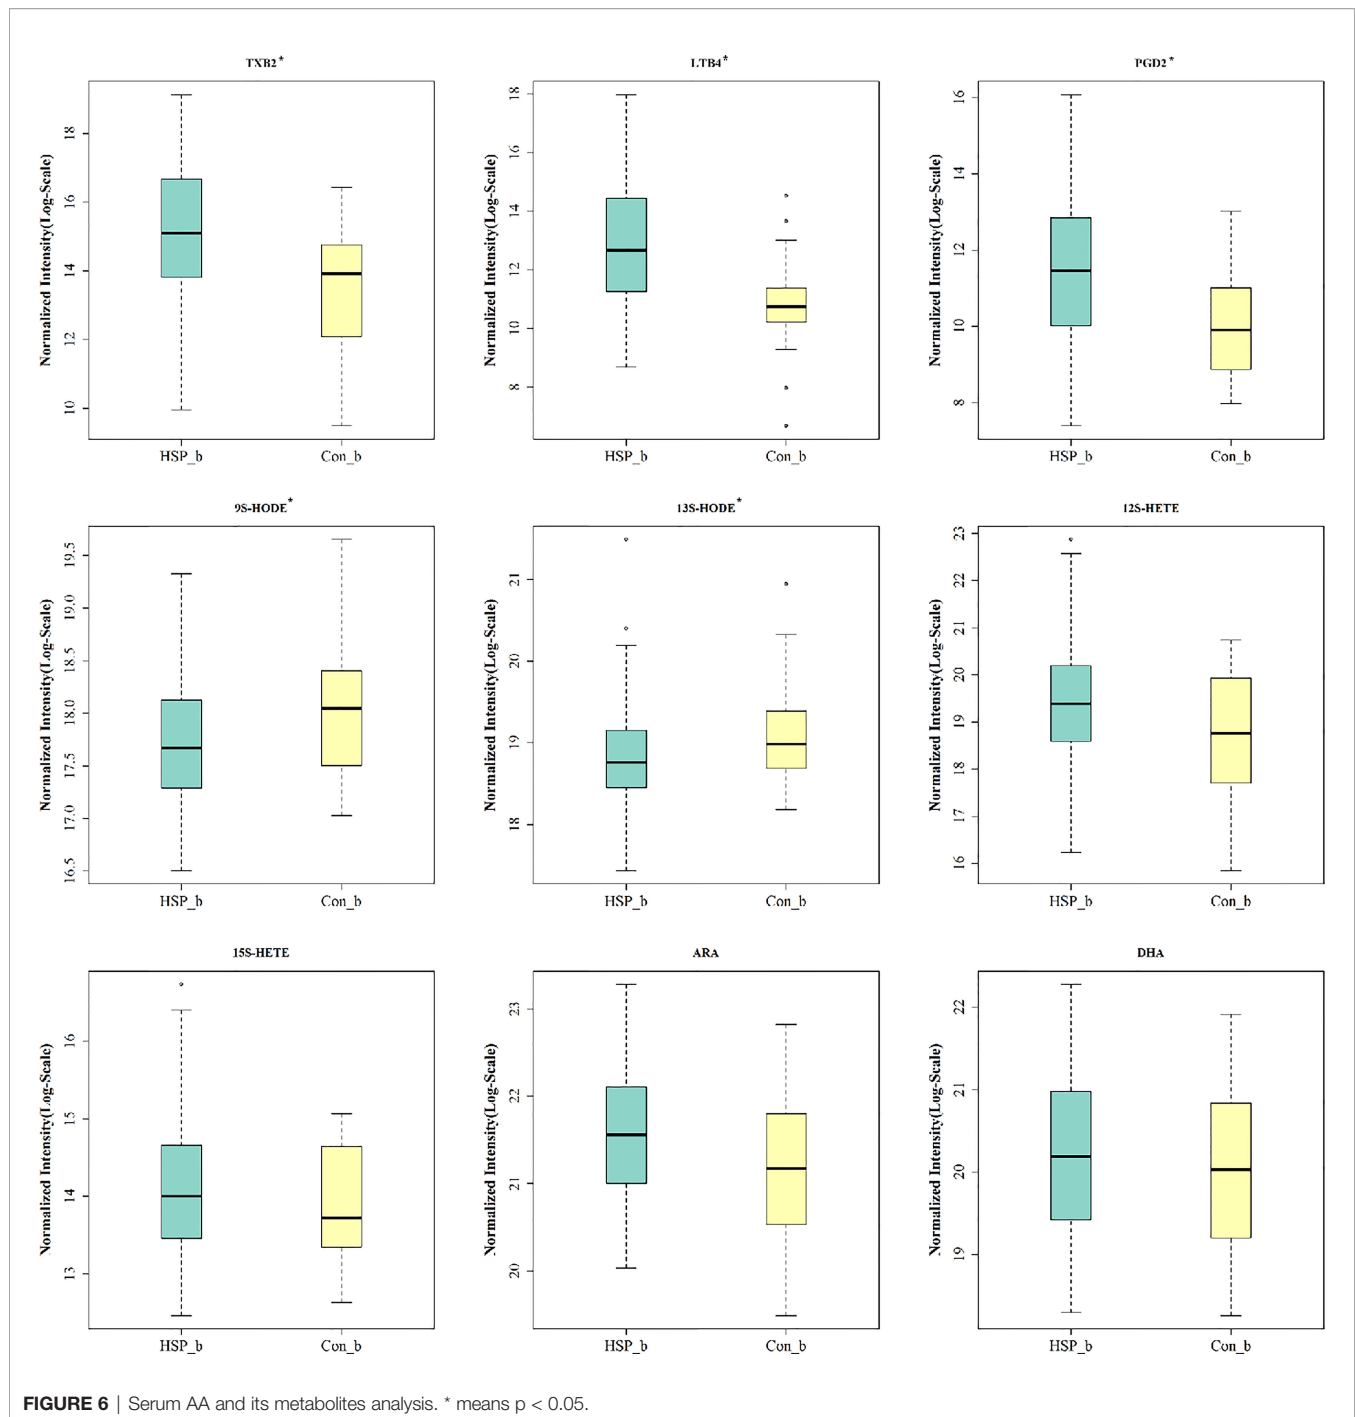 TXB2*
LTB4*
PGD2*
Normalized Intensity(Log-Scale)
18
16
14
12
10
HSP_b
Con_b
Normalized Intensity(Log-Scale)
18
16
14
12
10
8
HSP_b
Con_b
Normalized Intensity(Log-Scale)
16
14
12
10
8
HSP_b
Con_b
9S-HODE*
13S-HODE*
12S-HETE
Normalized Intensity(Log-Scale)
19.5
19.0
18.5
18.0
17.5
17.0
16.5
HSP_b
Con_b
Normalized Intensity(Log-Scale)
21
20
19
18
HSP_b
Con_b
Normalized Intensity(Log-Scale)
23
22
21
20
19
18
17
16
HSP_b
Con_b
15S-HETE
ARA
DHA
Normalized Intensity(Log-Scale)
16
15
14
13
HSP_b
Con_b
Normalized Intensity(Log-Scale)
23
22
21
20
HSP_b
Con_b
Normalized Intensity(Log-Scale)
22
21
20
19
HSP_b
Con_b
FIGURE 6 | Serum AA and its metabolites analysis. * means p < 0.05.